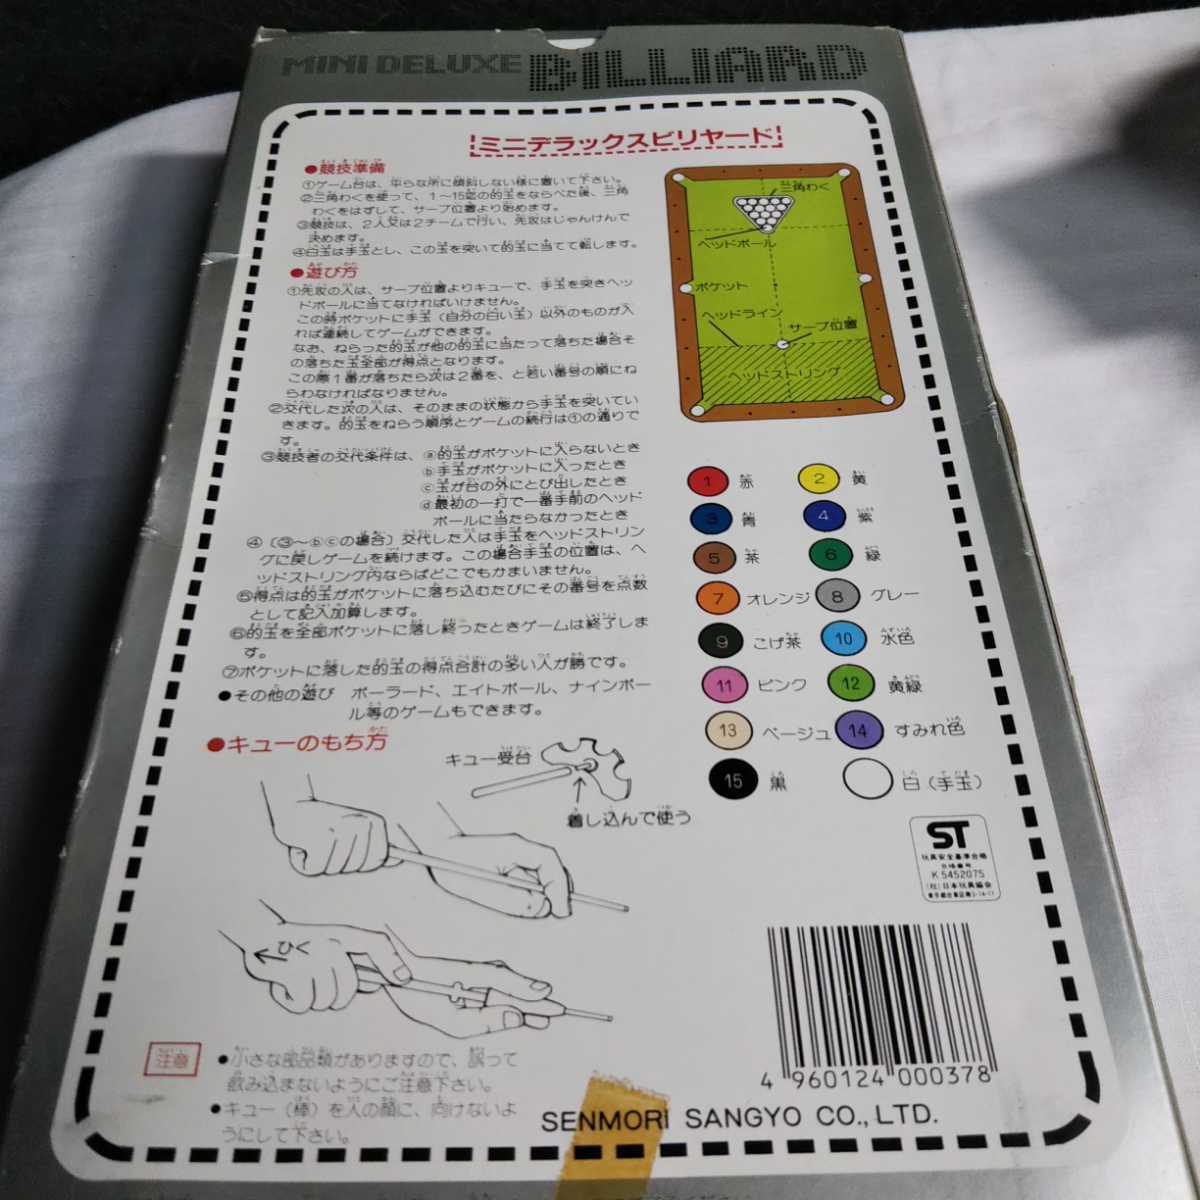 MINI DELUXE BILLIARD
ミニデラックスビリヤード
●競技準備
①ゲーム台は、平らな所に傾斜しない様に置いて下さい。
②三角わくを使って、1〜15迄の的玉をならべた後、三角
わくをはずして、サーブ位置より始めます。
③競技は、2人又は2チームで行い、先攻はじゃんけんで
決めます。
④白玉は手玉とし、この玉を突いて的玉に当てて転します。
●遊び方
①先攻の人は、サーブ位置よりキューで、手玉を突きヘッ
ドボールに当てなければいけません。
この時ポケットに手玉（自分の白い玉）以外のものが入
れば連続してゲームができます。
なお、ねらった的玉が他の的玉に当たって落ちた場合そ
の落ちた玉全部が得点となります。
この際1番が落ちたら次は2番を、と若い番号の順にね
らわなければなりません。
②交代した次の人は、そのままの状態から手玉を突いてい
きます。的玉をねらう順序とゲームの続行は①の通りで
す。
③競技者の交代条件は、ⓐ的玉がポケットに入らないとき
ⓑ手玉がポケットに入ったとき
ⓒ玉が台の外にとび出したとき
ⓓ最初の一打で一番手前のヘッド
ボールに当たらなかったとき
④〔③〜ⓑⓒの場合〕交代した人は手玉をヘッドストリン
グに戻しゲームを続けます。この場合手玉の位置は、ヘ
ッドストリング内ならばどこでもかまいません。
⑤得点は的玉がポケットに落ち込むたびにその番号を点数
として記入加算します。
⑥的玉を全部ポケットに落し終ったときゲームは終了しま
す。
⑦ポケットに落した的玉の得点合計の多い人が勝です。
●その他の遊び ボーラード、エイトボール、ナインボー
ル等のゲームもできます。
●キューのもち方
キュー受台
差し込んで使う
ひく
三角わく
ヘッドボール
ポケット
ヘッドライン
サーブ位置
ヘッドストリング
1 赤 2 黄
3 青 4 紫
5 茶 6 緑
7 オレンジ 8 グレー
9 こげ茶 10 水色
11 ピンク 12 黄緑
13 ベージュ 14 すみれ色
15 黒 白（手玉）
ST
玩具安全基準合格
合格番号
K 5452075
(社)日本玩具協会
4 960124 000378
注意
●小さな部品類がありますので、誤って
飲み込まないようにご注意下さい。
●キュー（棒）を人の顔に、向けないよ
うにして下さい。
SENMORI SANGYO CO., LTD.